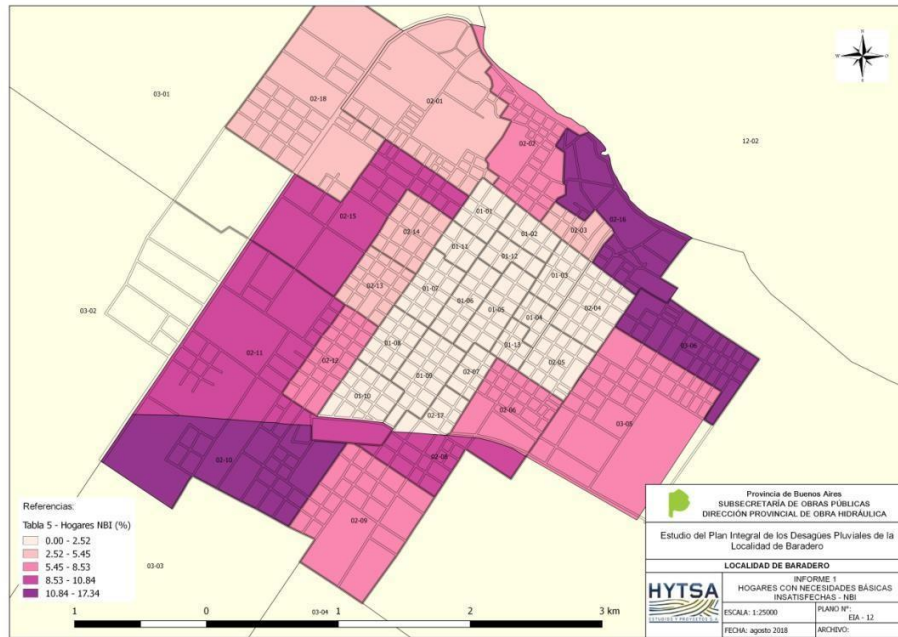 03-01
02-18
02-01
02-02
12-02
02-16
02-15
02-03
01-01
01-02
02-14
01-11
01-12
01-03
02-13
01-07
01-06
01-05
01-04
02-04
03-02
02-11
02-12
01-08
01-13
02-05
03-06
01-09
02-07
01-10
02-17
02-06
03-05
02-10
02-08
02-09
03-03
03-04
Referencias:
Tabla 5 - Hogares NBI (%)
0.00 - 2.52
2.52 - 5.45
5.45 - 8.53
8.53 - 10.84
10.84 - 17.34
1 0 1 2 3 km
Provincia de Buenos Aires
SUBSECRETARÍA DE OBRAS PÚBLICAS
DIRECCIÓN PROVINCIAL DE OBRA HIDRÁULICA
Estudio del Plan Integral de los Desagües Pluviales de la
Localidad de Baradero
LOCALIDAD DE BARADERO
HYTSA
ESTUDIOS Y PROYECTOS S.A.
INFORME 1
HOGARES CON NECESIDADES BÁSICAS
INSATISFECHAS - NBI
ESCALA: 1:25000
PLANO Nº:
EIA - 12
FECHA: agosto 2018
ARCHIVO: